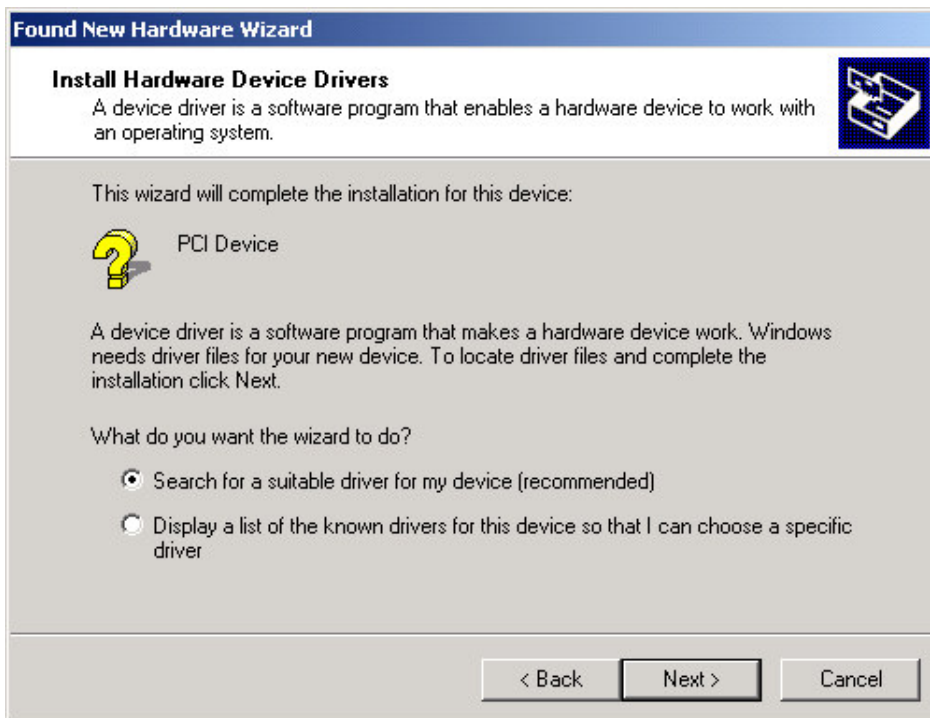 Found New Hardware Wizard
Install Hardware Device Drivers
A device driver is a software program that enables a hardware device to work with
an operating system.
This wizard will complete the installation for this device:
PCI Device
A device driver is a software program that makes a hardware device work. Windows
needs driver files for your new device. To locate driver files and complete the
installation click Next.
What do you want the wizard to do?
Search for a suitable driver for my device (recommended)
Display a list of the known drivers for this device so that I can choose a specific
driver
< Back
Next >
Cancel